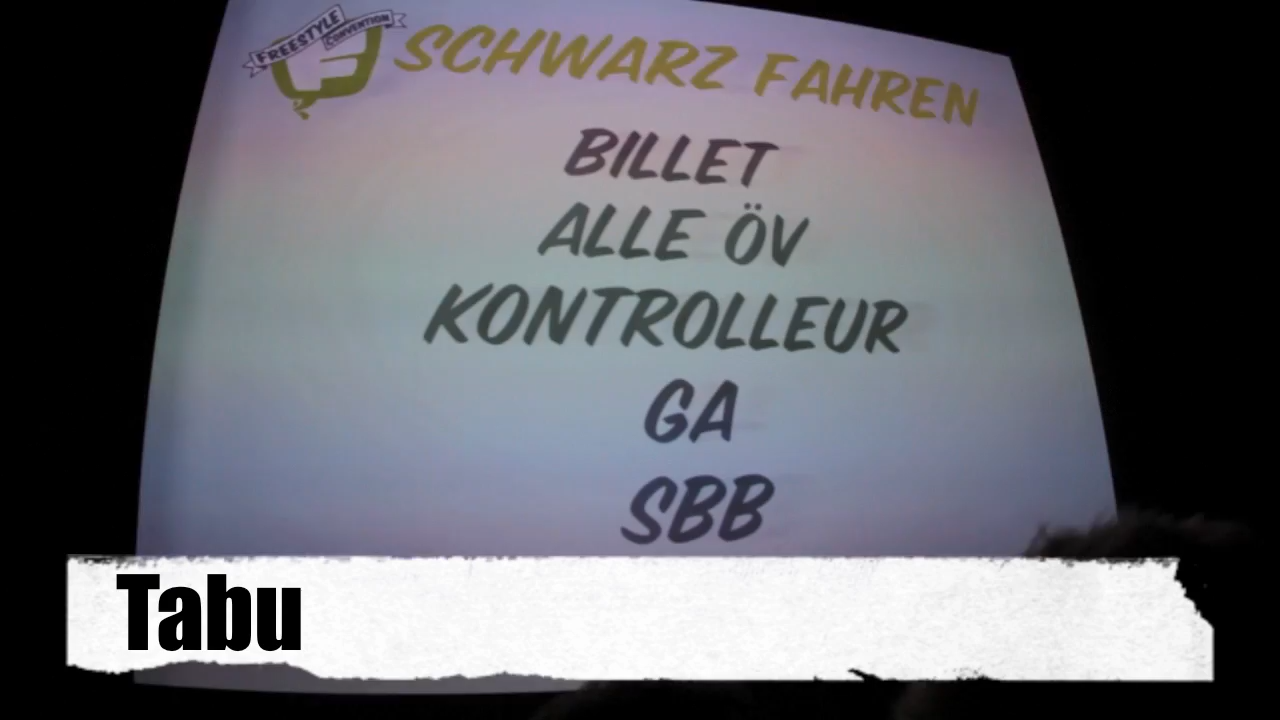 FREESTYLE CONVENTION
SCHWARZ FAHREN
BILLET
ALLE ÖV
KONTROLLEUR
GA
SBB
Tabu